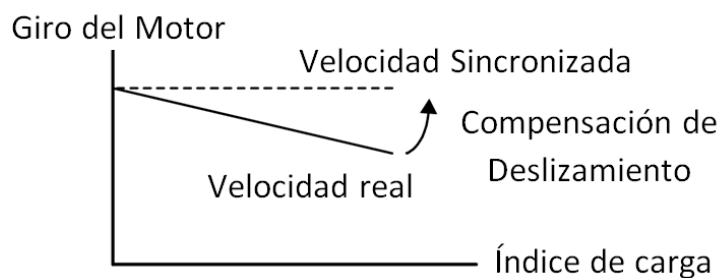 Giro del Motor
Velocidad Sincronizada
Compensación de
Deslizamiento
Velocidad real
Índice de carga